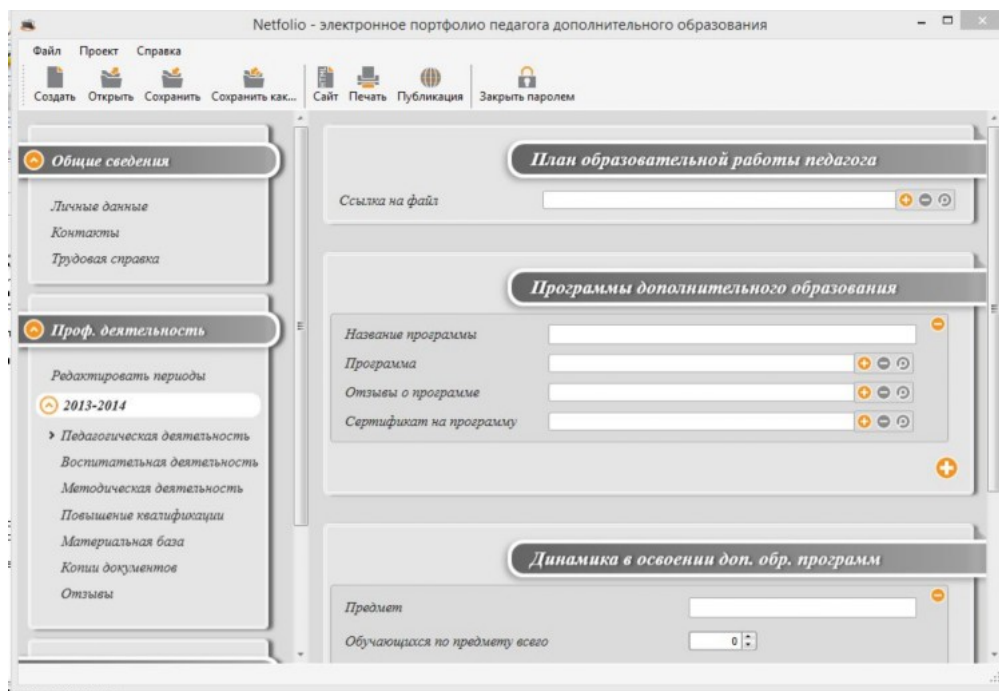 Netfolio - электронное портфолио педагога дополнительного образования
Файл Проект Справка
Создать Открыть Сохранить Сохранить как... Сайт Печать Публикация Закрыть паролем
Общие сведения
Личные данные
Контакты
Трудовая справка
Проф. деятельность
Редактировать периоды
2013-2014
Педагогическая деятельность
Воспитательная деятельность
Методическая деятельность
Повышение квалификации
Материальная база
Копии документов
Отзывы
План образовательной работы педагога
Ссылка на файл
Программы дополнительного образования
Название программы
Программа
Отзывы о программе
Сертификат на программу
Динамика в освоении доп. обр. программ
Предмет
Обучающихся по предмету всего 0